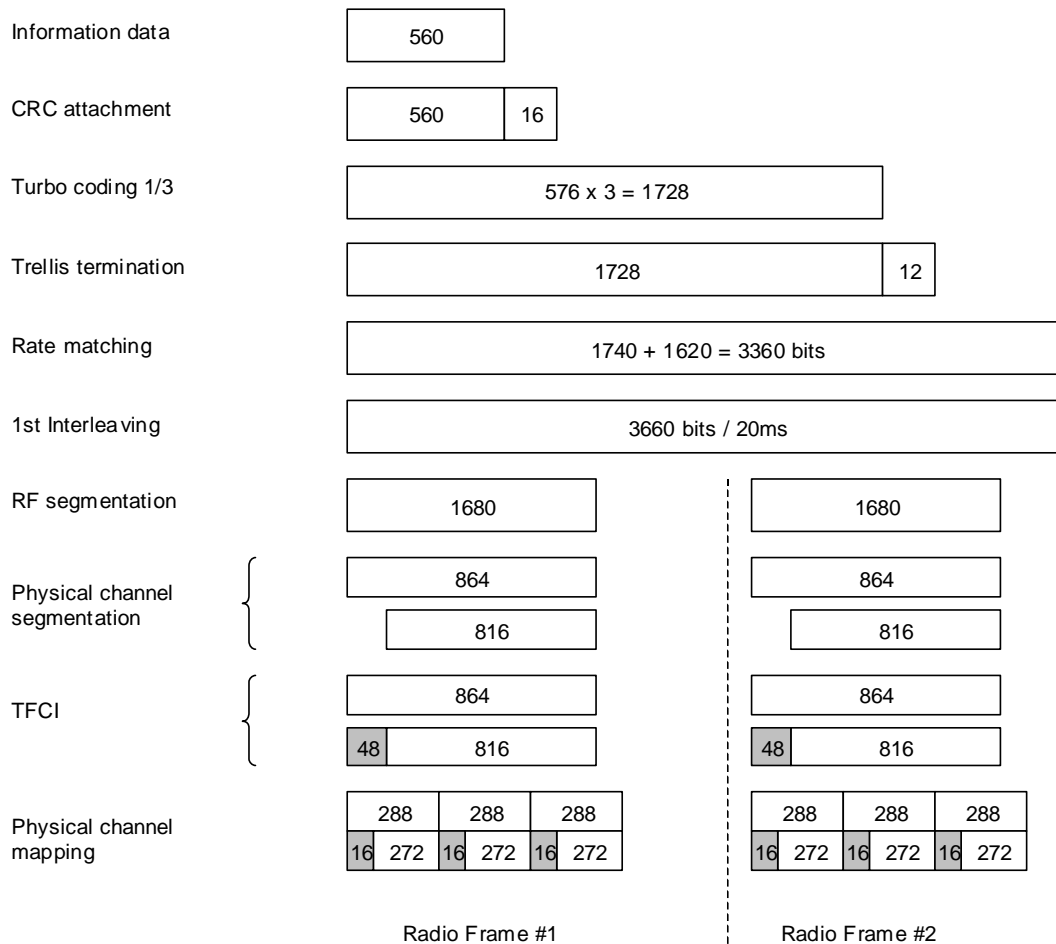 Information data
560
CRC attachment
560 16
Turbo coding 1/3
576 x 3 = 1728
Trellis termination
1728 12
Rate matching
1740 + 1620 = 3360 bits
1st Interleaving
3660 bits / 20ms
RF segmentation
1680 1680
Physical channel
segmentation
864 864
816 816
TFCI
864 864
48 816 48 816
Physical channel
mapping
288 288 288 288 288 288
16 272 16 272 16 272 16 272 16 272 16 272
Radio Frame #1 Radio Frame #2